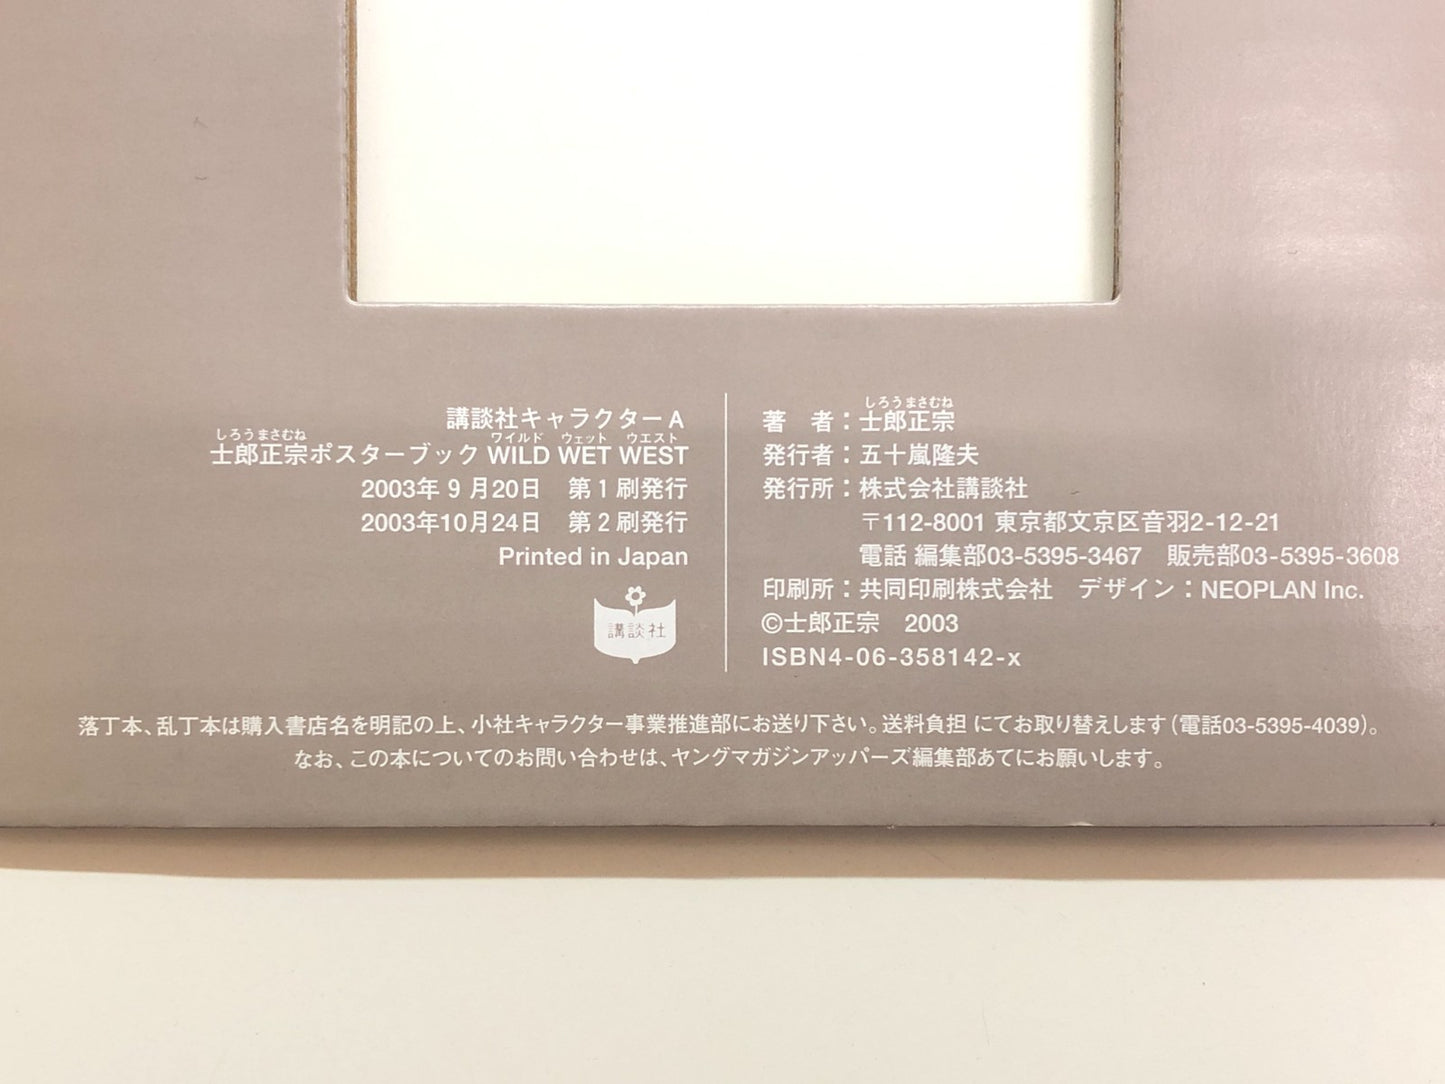 講談社キャラクターA
しろうまさむね ワイルド ウェット ウエスト
士郎正宗ポスターブック WILD WET WEST
2003年 9 月20日　第 1 刷発行
2003年10月24日　第 2 刷発行
Printed in Japan
講談社
しろうまさむね
著　者：士郎正宗
発行者：五十嵐隆夫
発行所：株式会社講談社
〒112-8001 東京都文京区音羽2-12-21
電話 編集部03-5395-3467　販売部03-5395-3608
印刷所：共同印刷株式会社　デザイン：NEOPLAN Inc.
©士郎正宗　2003
ISBN4-06-358142-x
落丁本、乱丁本は購入書店名を明記の上、小社キャラクター事業推進部にお送り下さい。送料負担 にてお取り替えします（電話03-5395-4039）。
なお、この本についてのお問い合わせは、ヤングマガジンアッパーズ編集部あてにお願いします。